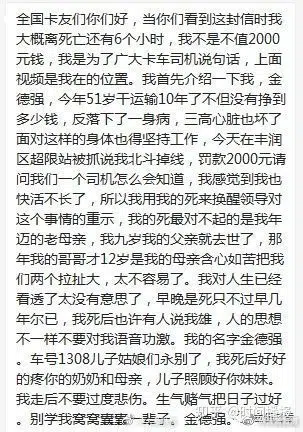 全国卡友们你们好，当你们看到这封信时我
大概离死亡还有6个小时，我不是不值2000
元钱，我是为了广大卡车司机说句话，上面
视频是我在的位置。我首先介绍一下我，金
德强，今年51岁干运输10年了不但没有挣到
多少钱，反落下了一身病，三高心脏也坏了
面对这样的身体也得坚持工作，今天在丰润
区超限站被抓说我北斗掉线，罚款2000元请
问我们一个司机怎么会知道，我感觉到我也
快活不长了，所以我用我的死来换醒领导对
这个事情的重示，我的死最对不起的是我年
迈的老母亲，我九岁我的父亲就去世了，那
年我的哥哥才12岁是我的母亲含心如苦把我
们两个拉扯大，太不容易了。我对人生已经
看透了太没有意思了，早晚是死只不过早几
年尔已，我死后也许有人说我雄，人的思想
不一样不要对我语音功激。我的名字金德
强。车号1308儿子姑娘们永别了，我死后好好
的疼你的奶奶和母亲，儿子照顾好你妹妹。
我走后不要过度悲伤。生气赌气把日子过好。
别学我窝窝囊囊一辈子。金德强。